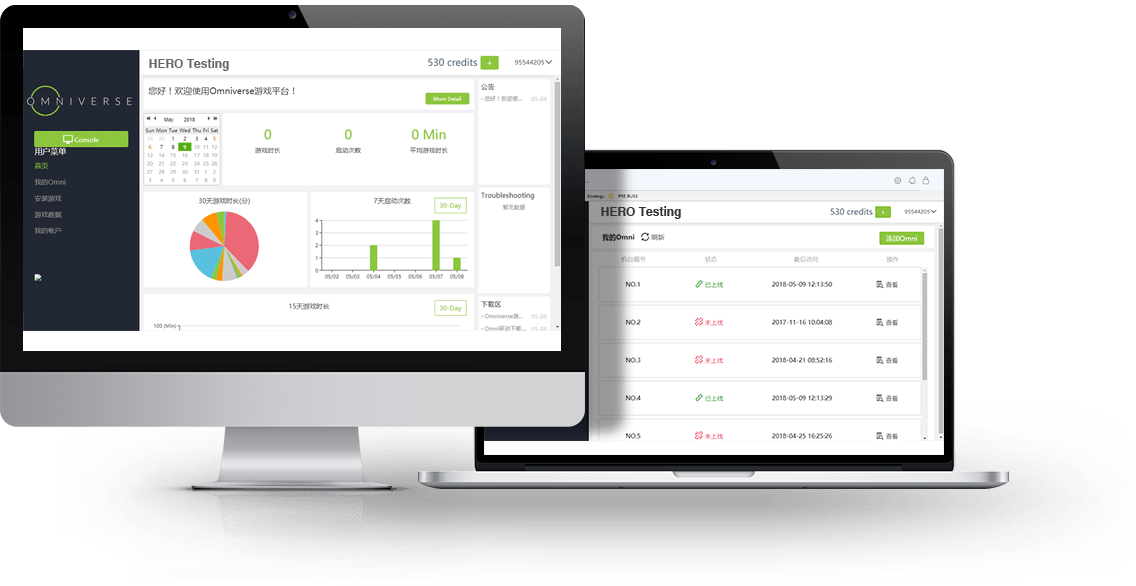 HERO Testing
530 credits +
95544205
OMNIVERSE
Console
用户菜单
首页
我的Omni
安装游戏
游戏数据
我的帐户
您好！欢迎使用Omniverse游戏平台！
More Detail
May 2018
Sun Mon Tue Wed Thu Fri Sat
29 30 1 2 3 4 5
6 7 8 9 10 11 12
13 14 15 16 17 18 19
20 21 22 23 24 25 26
27 28 29 30 31 1 2
3 4 5 6 7 8 9
0
游戏时长
0
启动次数
0 Min
平均游戏时长
公告
- 您好！欢迎使... 05-08
30天游戏时长(分)
7天启动次数
30-Day
4
3
2
1
0
05/02 05/03 05/04 05/05 05/06 05/07 05/08
Troubleshooting
暂无数据
15天游戏时长
30-Day
100 (Min)
下载区
- Omniverse游... 05-08
- Omni驱动下载... 05-08
Strategy PRE BUSS
HERO Testing
530 credits +
95544205
我的Omni 刷新
添加Omni
机台编号 状态 最后访问 操作
NO.1 已上线 2018-05-09 12:13:50 查看
NO.2 未上线 2017-11-16 10:04:08 查看
NO.3 未上线 2018-04-21 08:52:16 查看
NO.4 已上线 2018-05-09 12:13:29 查看
NO.5 未上线 2018-04-25 16:25:26 查看